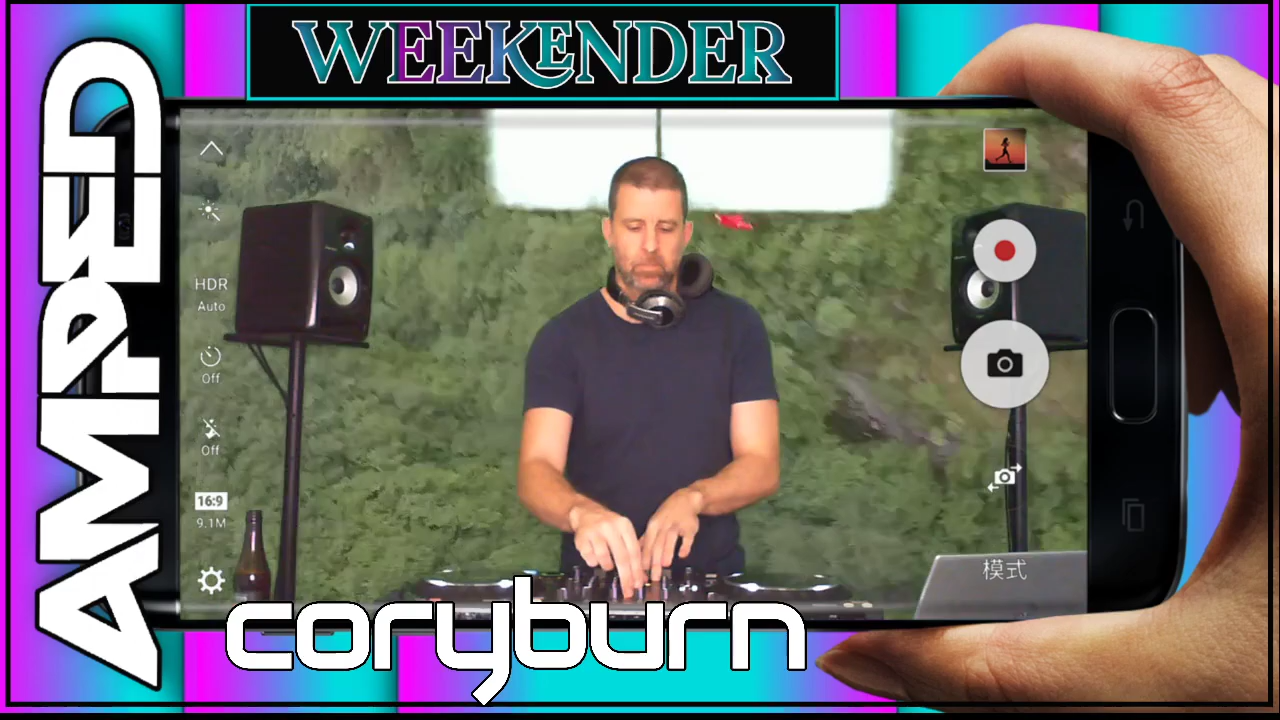 WEEKENDER
AMPED
HDR
Auto
Off
Off
16:9
9.1M
模式
coryburn